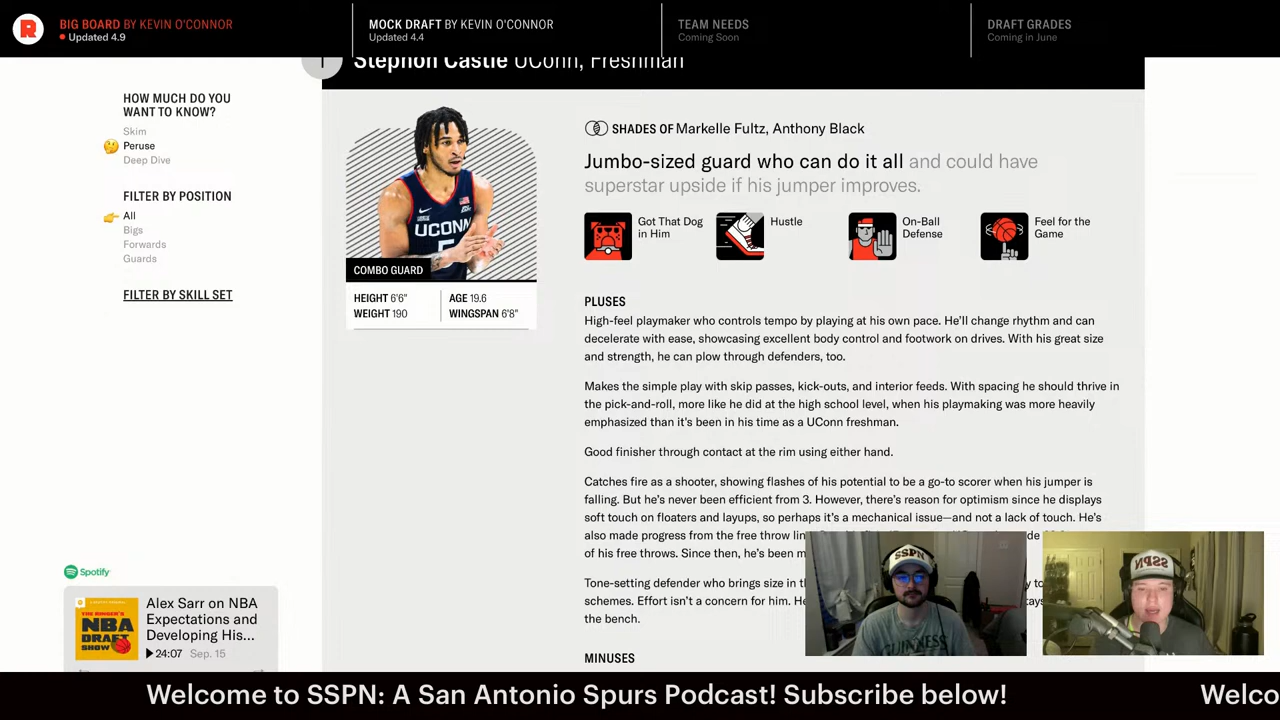 R
BIG BOARD BY KEVIN O'CONNOR
Updated 4.9
MOCK DRAFT BY KEVIN O'CONNOR
Updated 4.4
TEAM NEEDS
Coming Soon
DRAFT GRADES
Coming in June
1 Stephon Castle UConn, Freshman
HOW MUCH DO YOU
WANT TO KNOW?
Skim
Peruse
Deep Dive
FILTER BY POSITION
All
Bigs
Forwards
Guards
FILTER BY SKILL SET
UCONN
5
COMBO GUARD
HEIGHT 6'6"
AGE 19.6
WEIGHT 190
WINGSPAN 6'8"
SHADES OF Markelle Fultz, Anthony Black
Jumbo-sized guard who can do it all and could have
superstar upside if his jumper improves.
Got That Dog
in Him
Hustle
On-Ball
Defense
Feel for the
Game
PLUSES
High-feel playmaker who controls tempo by playing at his own pace. He'll change rhythm and can
decelerate with ease, showcasing excellent body control and footwork on drives. With his great size
and strength, he can plow through defenders, too.
Makes the simple play with skip passes, kick-outs, and interior feeds. With spacing he should thrive in
the pick-and-roll, more like he did at the high school level, when his playmaking was more heavily
emphasized than it's been in his time as a UConn freshman.
Good finisher through contact at the rim using either hand.
Catches fire as a shooter, showing flashes of his potential to be a go-to scorer when his jumper is
falling. But he's never been efficient from 3. However, there's reason for optimism since he displays
soft touch on floaters and layups, so perhaps it's a mechanical issue—and not a lack of touch. He's
also made progress from the free throw
of his free throws. Since then, he's been
Tone-setting defender who brings size in
schemes. Effort isn't a concern for him.
the bench.
MINUSES
Spotify
THE RINGER'S
NBA
DRAFT
SHOW
Alex Sarr on NBA
Expectations and
Developing His...
24:07 Sep. 15
SSPN
GUINNESS
SSPN
Welcome to SSPN: A San Antonio Spurs Podcast! Subscribe below!
Welco